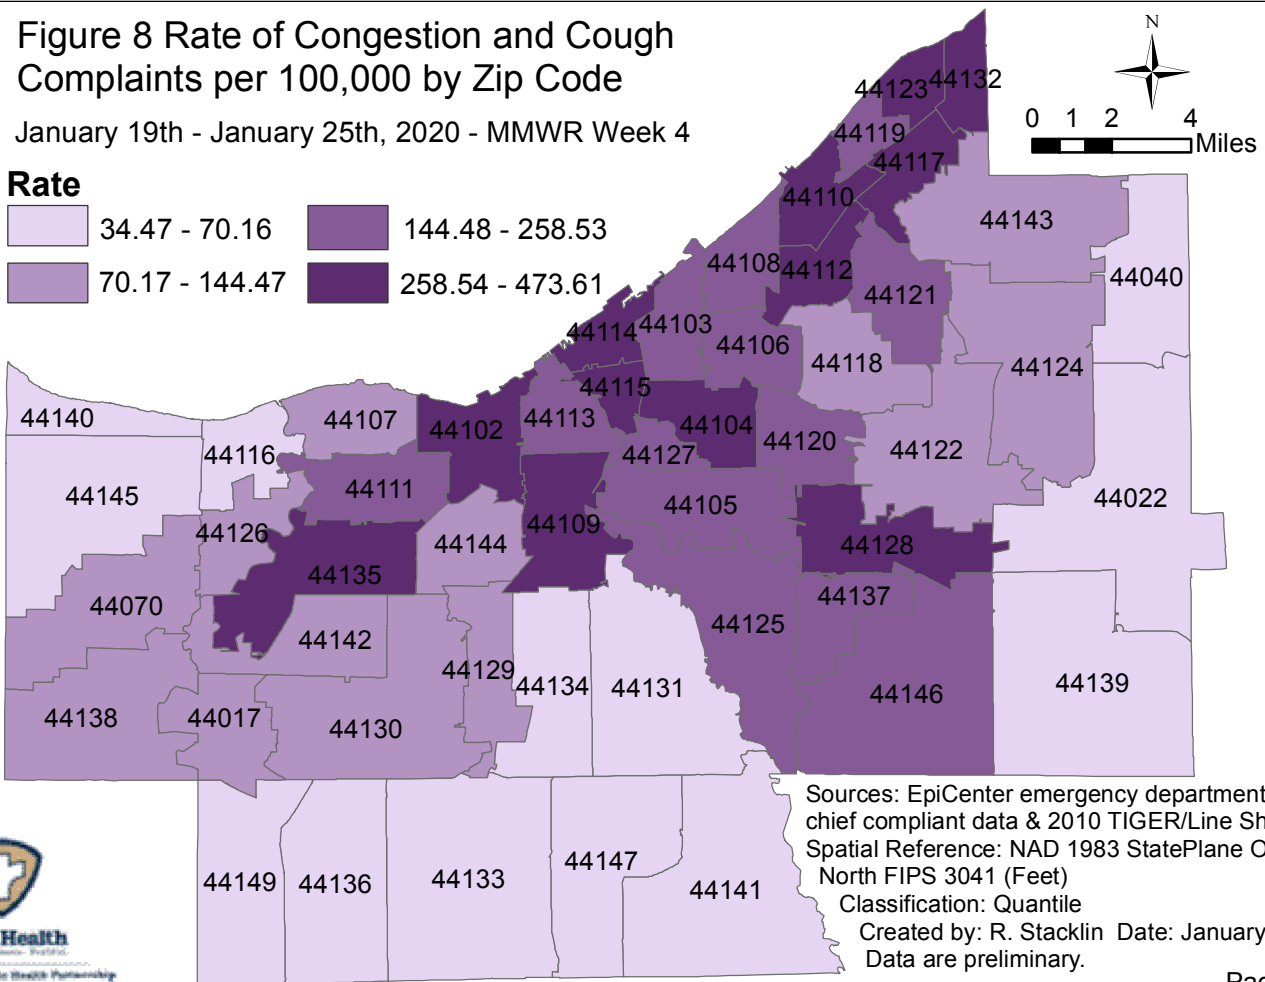 Figure 8 Rate of Congestion and Cough
Complaints per 100,000 by Zip Code
January 19th - January 25th, 2020 - MMWR Week 4
Rate
34.47 - 70.16
144.48 - 258.53
70.17 - 144.47
258.54 - 473.61
N
0 1 2 4
Miles
44123
44132
44119
44117
44110
44143
44108
44112
44040
44121
44114
44103
44106
44118
44124
44140
44107
44102
44115
44113
44104
44116
44127
44120
44122
44145
44111
44105
44022
44126
44109
44144
44128
44135
44070
44137
44142
44125
44129
44134
44131
44139
44146
44138
44017
44130
44149
44136
44133
44147
44141
Sources: EpiCenter emergency department
chief compliant data & 2010 TIGER/Line Sh
Spatial Reference: NAD 1983 StatePlane O
North FIPS 3041 (Feet)
Classification: Quantile
Created by: R. Stacklin Date: January
Data are preliminary.
Health
Health Partnership